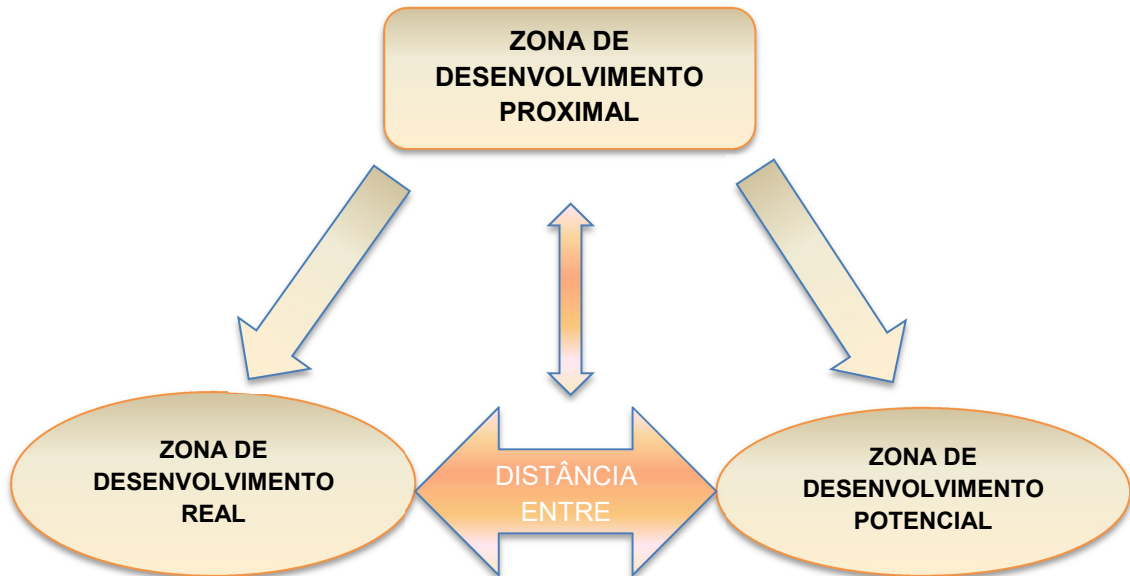 ZONA DE
DESENVOLVIMENTO
PROXIMAL
ZONA DE
DESENVOLVIMENTO
REAL
DISTÂNCIA
ENTRE
ZONA DE
DESENVOLVIMENTO
POTENCIAL